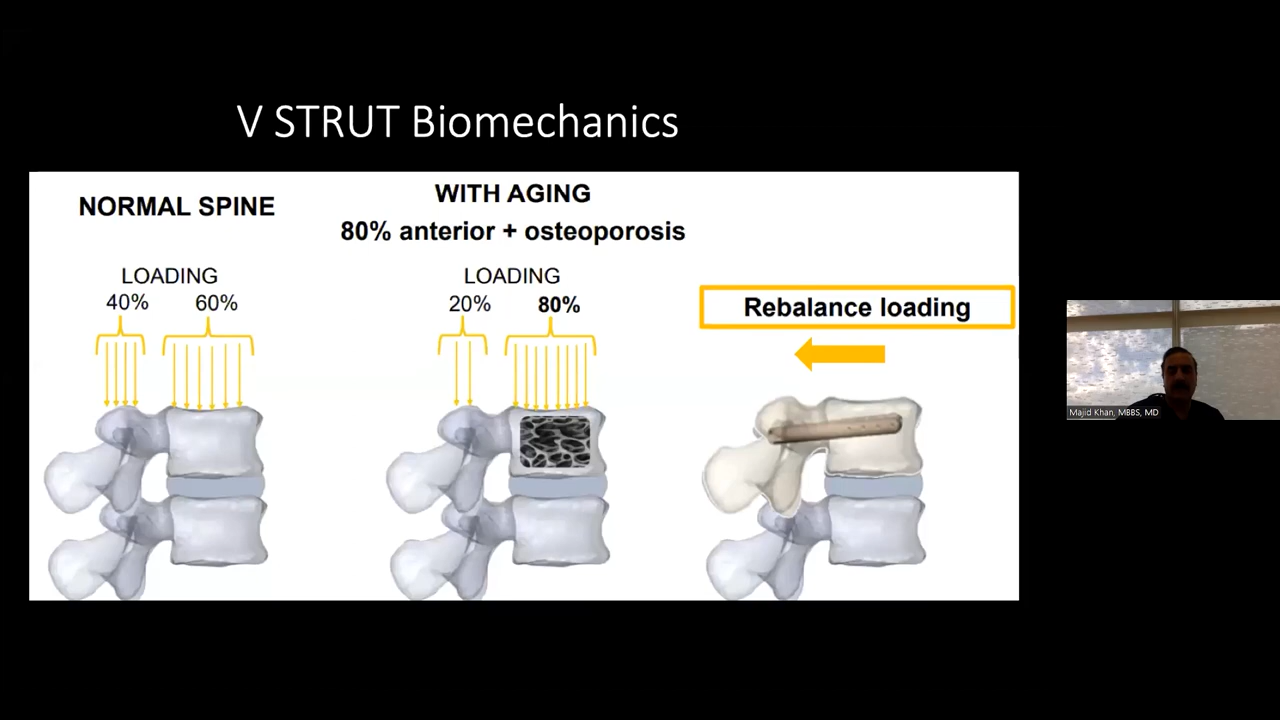 V STRUT Biomechanics
NORMAL SPINE
LOADING
40% 60%
WITH AGING
80% anterior + osteoporosis
LOADING
20% 80%
Rebalance loading
Majid Khan, MBBS, MD